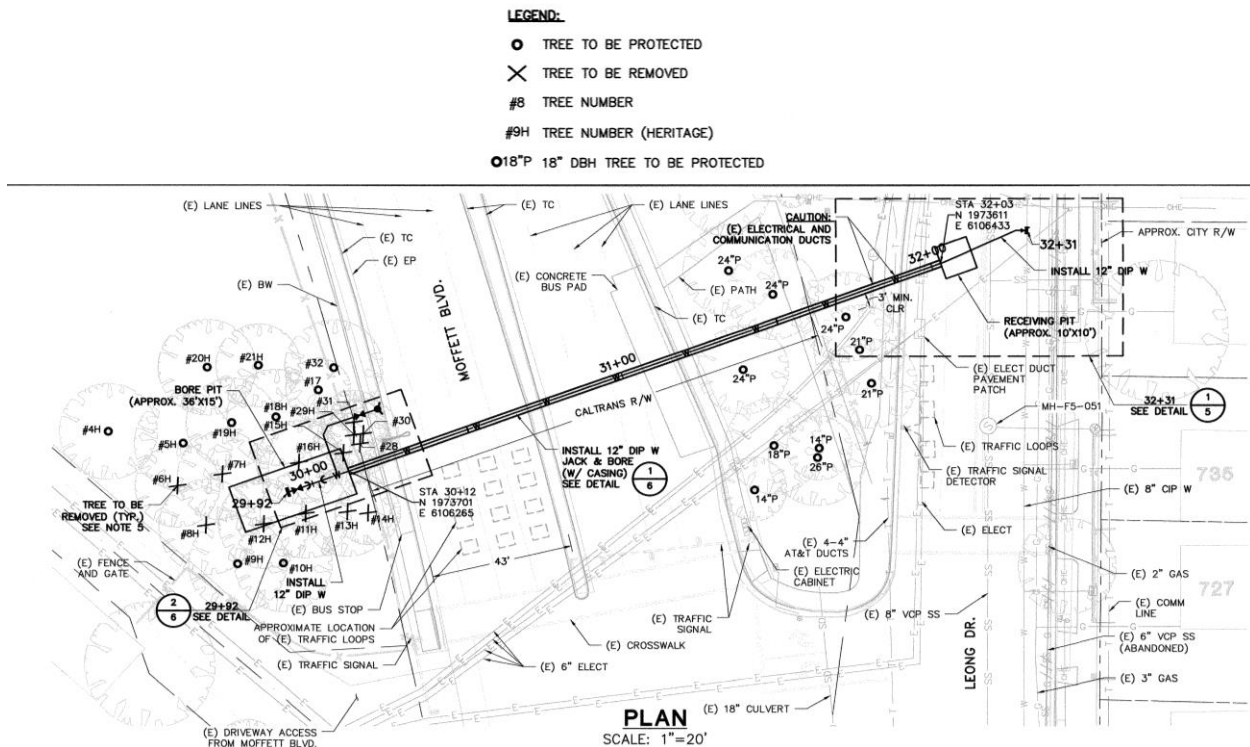 LEGEND:
TREE TO BE PROTECTED
TREE TO BE REMOVED
#8 TREE NUMBER
#9H TREE NUMBER (HERITAGE)
18"P 18" DBH TREE TO BE PROTECTED
(E) LANE LINES
(E) TC
(E) EP
(E) BW
MOFFETT BLVD.
(E) TC
(E) LANE LINES
(E) CONCRETE
BUS PAD
CAUTION:
(E) ELECTRICAL AND
COMMUNICATION DUCTS
(E) PATH
(E) TC
24"P
24"P
24"P
24"P
21"P
21"P
18"P
14"P
26"P
14"P
3' MIN.
CLR
STA 32+03
N 1973611
E 6106433
32+00
32+31
APPROX. CITY R/W
INSTALL 12" DIP W
RECEIVING PIT
(APPROX. 10'X10')
(E) ELECT DUCT
PAVEMENT
PATCH
32+31
SEE DETAIL
1
5
MH-F5-051
(E) TRAFFIC LOOPS
(E) TRAFFIC SIGNAL
DETECTOR
(E) 8" CIP W
735
(E) ELECT
(E) 2" GAS
727
(E) COMM
LINE
(E) 6" VCP SS
(ABANDONED)
(E) 3" GAS
LEONG DR.
(E) 8" VCP SS
(E) 4-4"
AT&T DUCTS
(E) ELECTRIC
CABINET
(E) TRAFFIC
SIGNAL
(E) 18" CULVERT
31+00
CALTRANS R/W
INSTALL 12" DIP W
JACK & BORE
(W/ CASING)
SEE DETAIL
1
6
STA 30+12
N 1973701
E 6106265
43'
#20H
#21H
#32
BORE PIT
(APPROX. 36'X15')
#17
#31
#18H
#29H
#15H
#30
#4H
#19H
#28
#5H
#16H
#7H
30+00
#6H
29+92
TREE TO BE
REMOVED (TYP.)
SEE NOTE 5
#8H
#12H
#11H
#13H
#14H
#9H
#10H
(E) FENCE
AND GATE
INSTALL
12" DIP W
2
6
29+92
SEE DETAIL
(E) BUS STOP
APPROXIMATE LOCATION
OF (E) TRAFFIC LOOPS
(E) TRAFFIC SIGNAL
(E) 6" ELECT
(E) CROSSWALK
(E) DRIVEWAY ACCESS
FROM MOFFETT BLVD.
PLAN
SCALE: 1"=20'